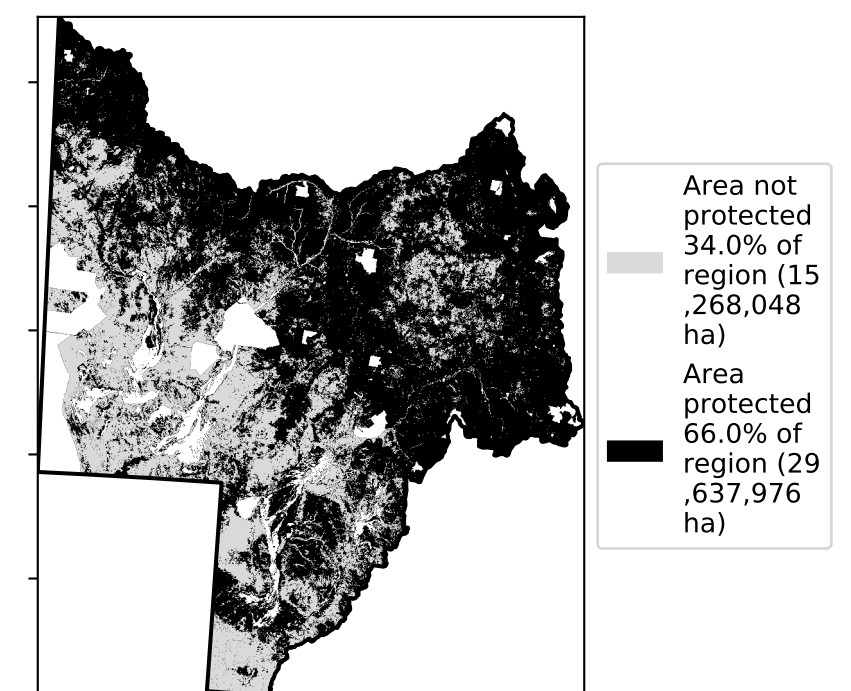 Area not
protected
34.0% of
region (15
,268,048
ha)
Area
protected
66.0% of
region (29
,637,976
ha)